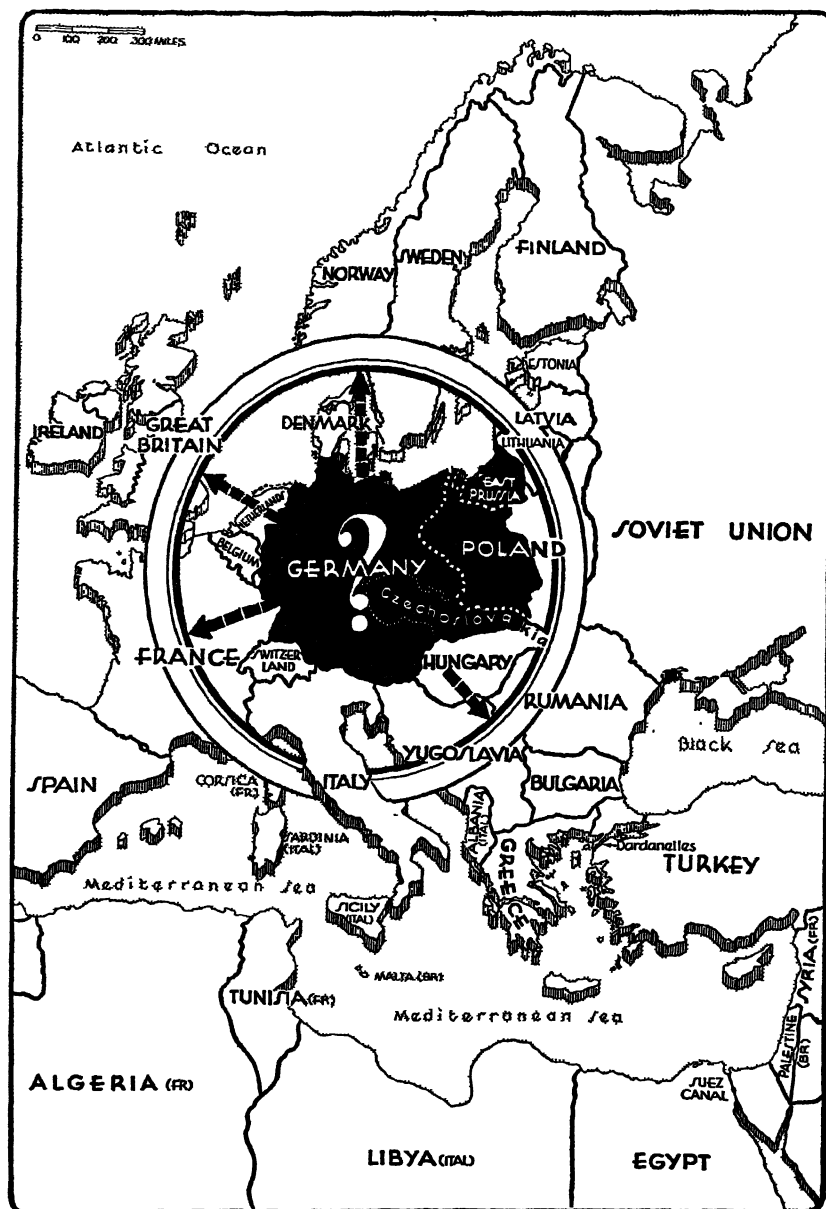 0 100 200 300 MILES
Atlantic Ocean
NORWAY
SWEDEN
FINLAND
ESTONIA
LATVIA
LITHUANIA
IRELAND
GREAT
BRITAIN
DENMARK
NETHERLANDS
BELGIUM
EAST
PRUSSIA
POLAND
SOVIET UNION
?
GERMANY
Czechoslovakia
FRANCE
SWITZER
LAND
HUNGARY
RUMANIA
YUGOSLAVIA
Black Sea
SPAIN
CORSICA
(FR)
ITALY
BULGARIA
ALBANIA
(ITAL)
SARDINIA
(ITAL)
GREECE
Dardanelles
TURKEY
Mediterranean Sea
SICILY
(ITAL)
MALTA (BR)
TUNISIA (FR)
Mediterranean Sea
SYRIA (FR)
PALESTINE
(BR)
ALGERIA (FR)
SUEZ
CANAL
LIBYA (ITAL)
EGYPT